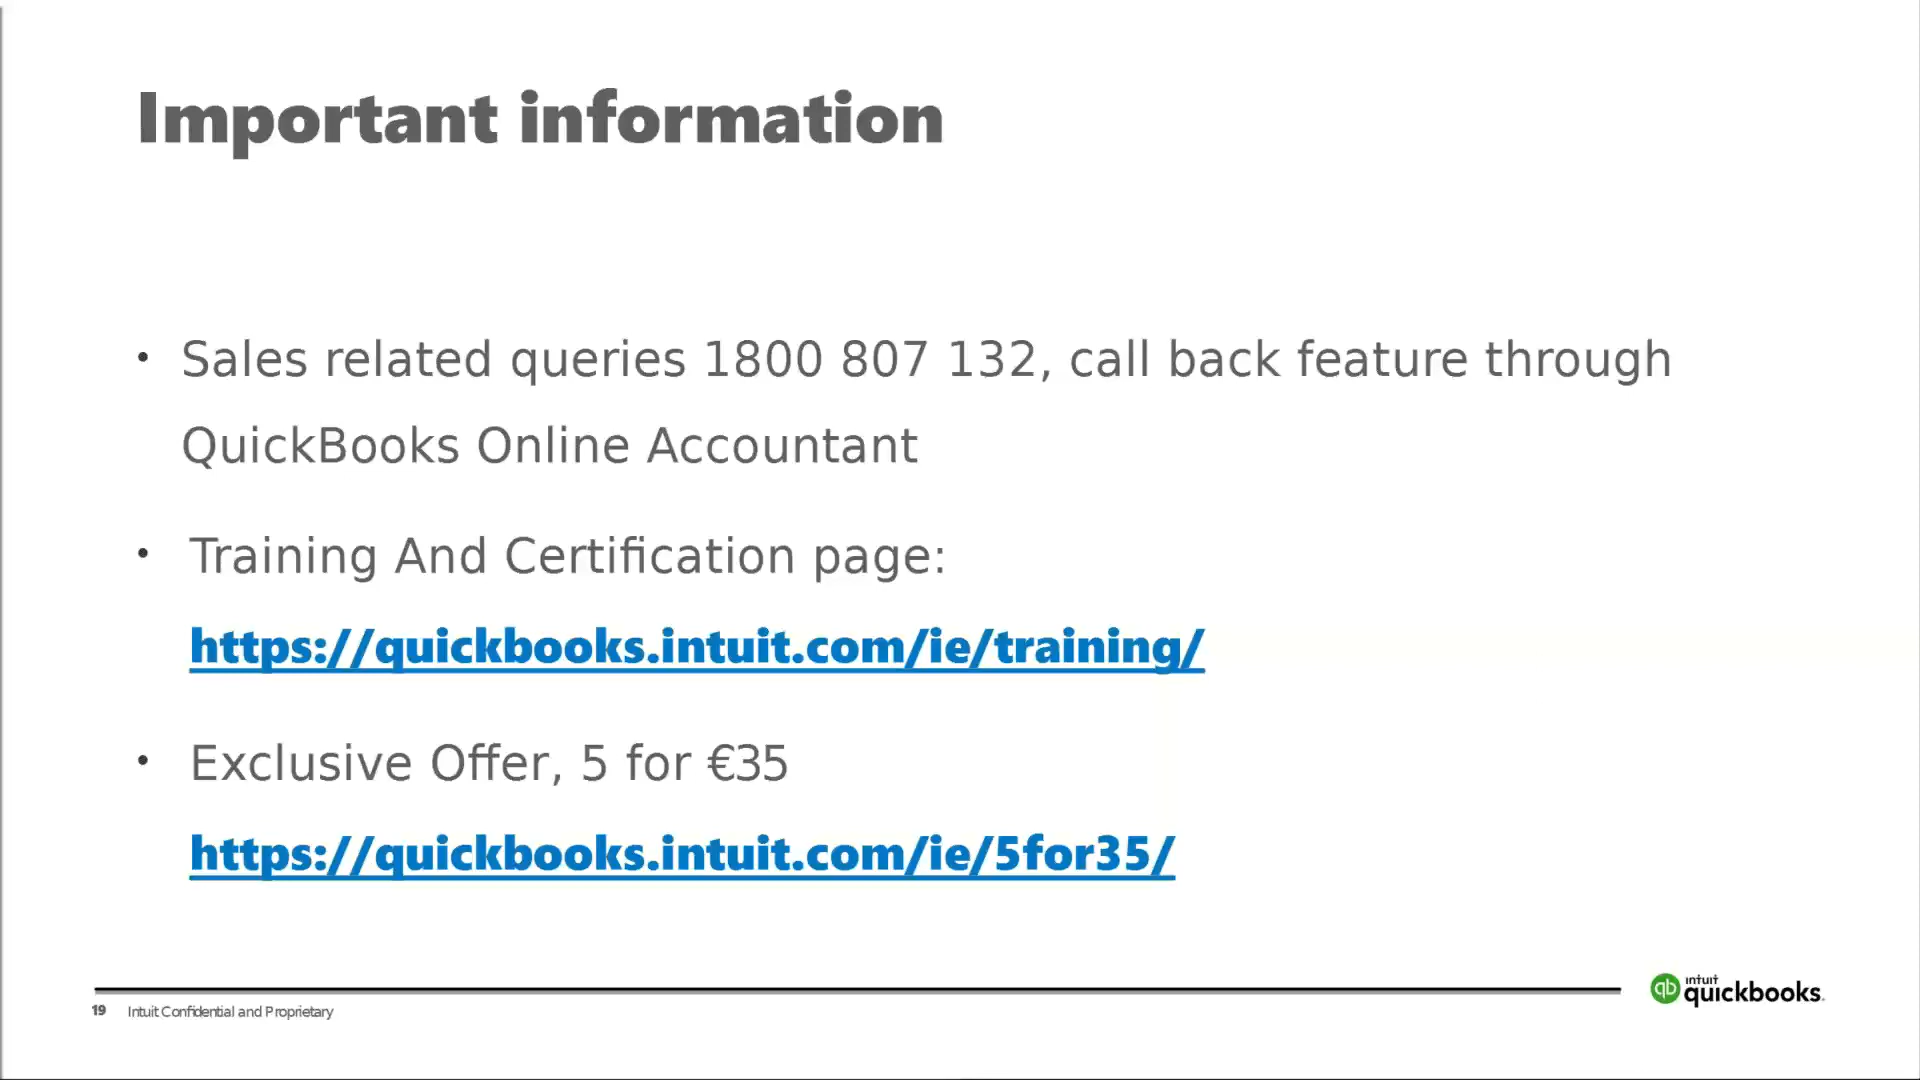 Important information
• Sales related queries 1800 807 132, call back feature through
QuickBooks Online Accountant
• Training And Certification page:
https://quickbooks.intuit.com/ie/training/
• Exclusive Offer, 5 for €35
https://quickbooks.intuit.com/ie/5for35/
19 Intuit Confidential and Proprietary
qb intuit quickbooks.